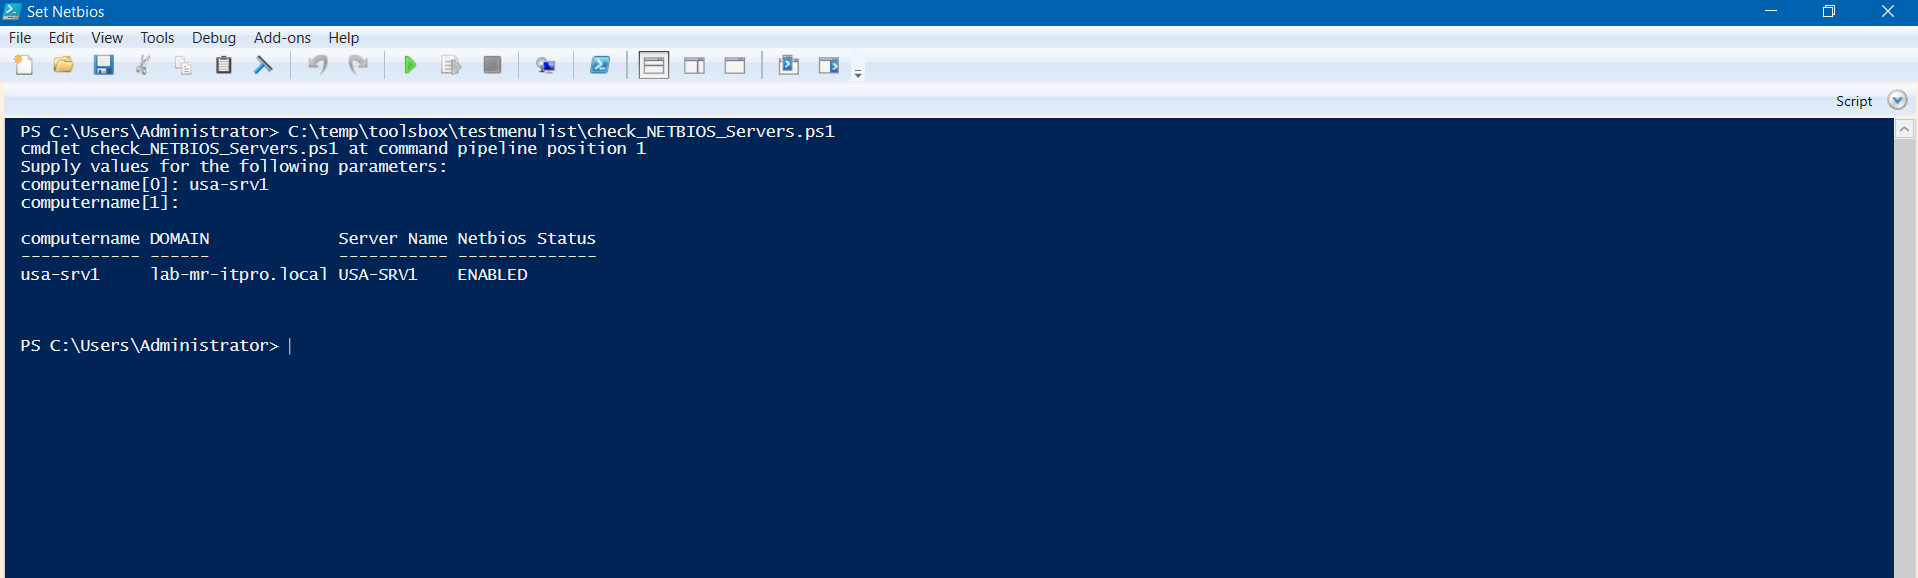 Set Netbios
File Edit View Tools Debug Add-ons Help
Script
PS C:\Users\Administrator> C:\temp\toolsbox\testmenulist\check_NETBIOS_Servers.ps1
cmdlet check_NETBIOS_Servers.ps1 at command pipeline position 1
Supply values for the following parameters:
computername[0]: usa-srv1
computername[1]:
computername DOMAIN             Server Name Netbios Status
------------ ------             ----------- --------------
usa-srv1     lab-mr-itpro.local USA-SRV1    ENABLED
PS C:\Users\Administrator>